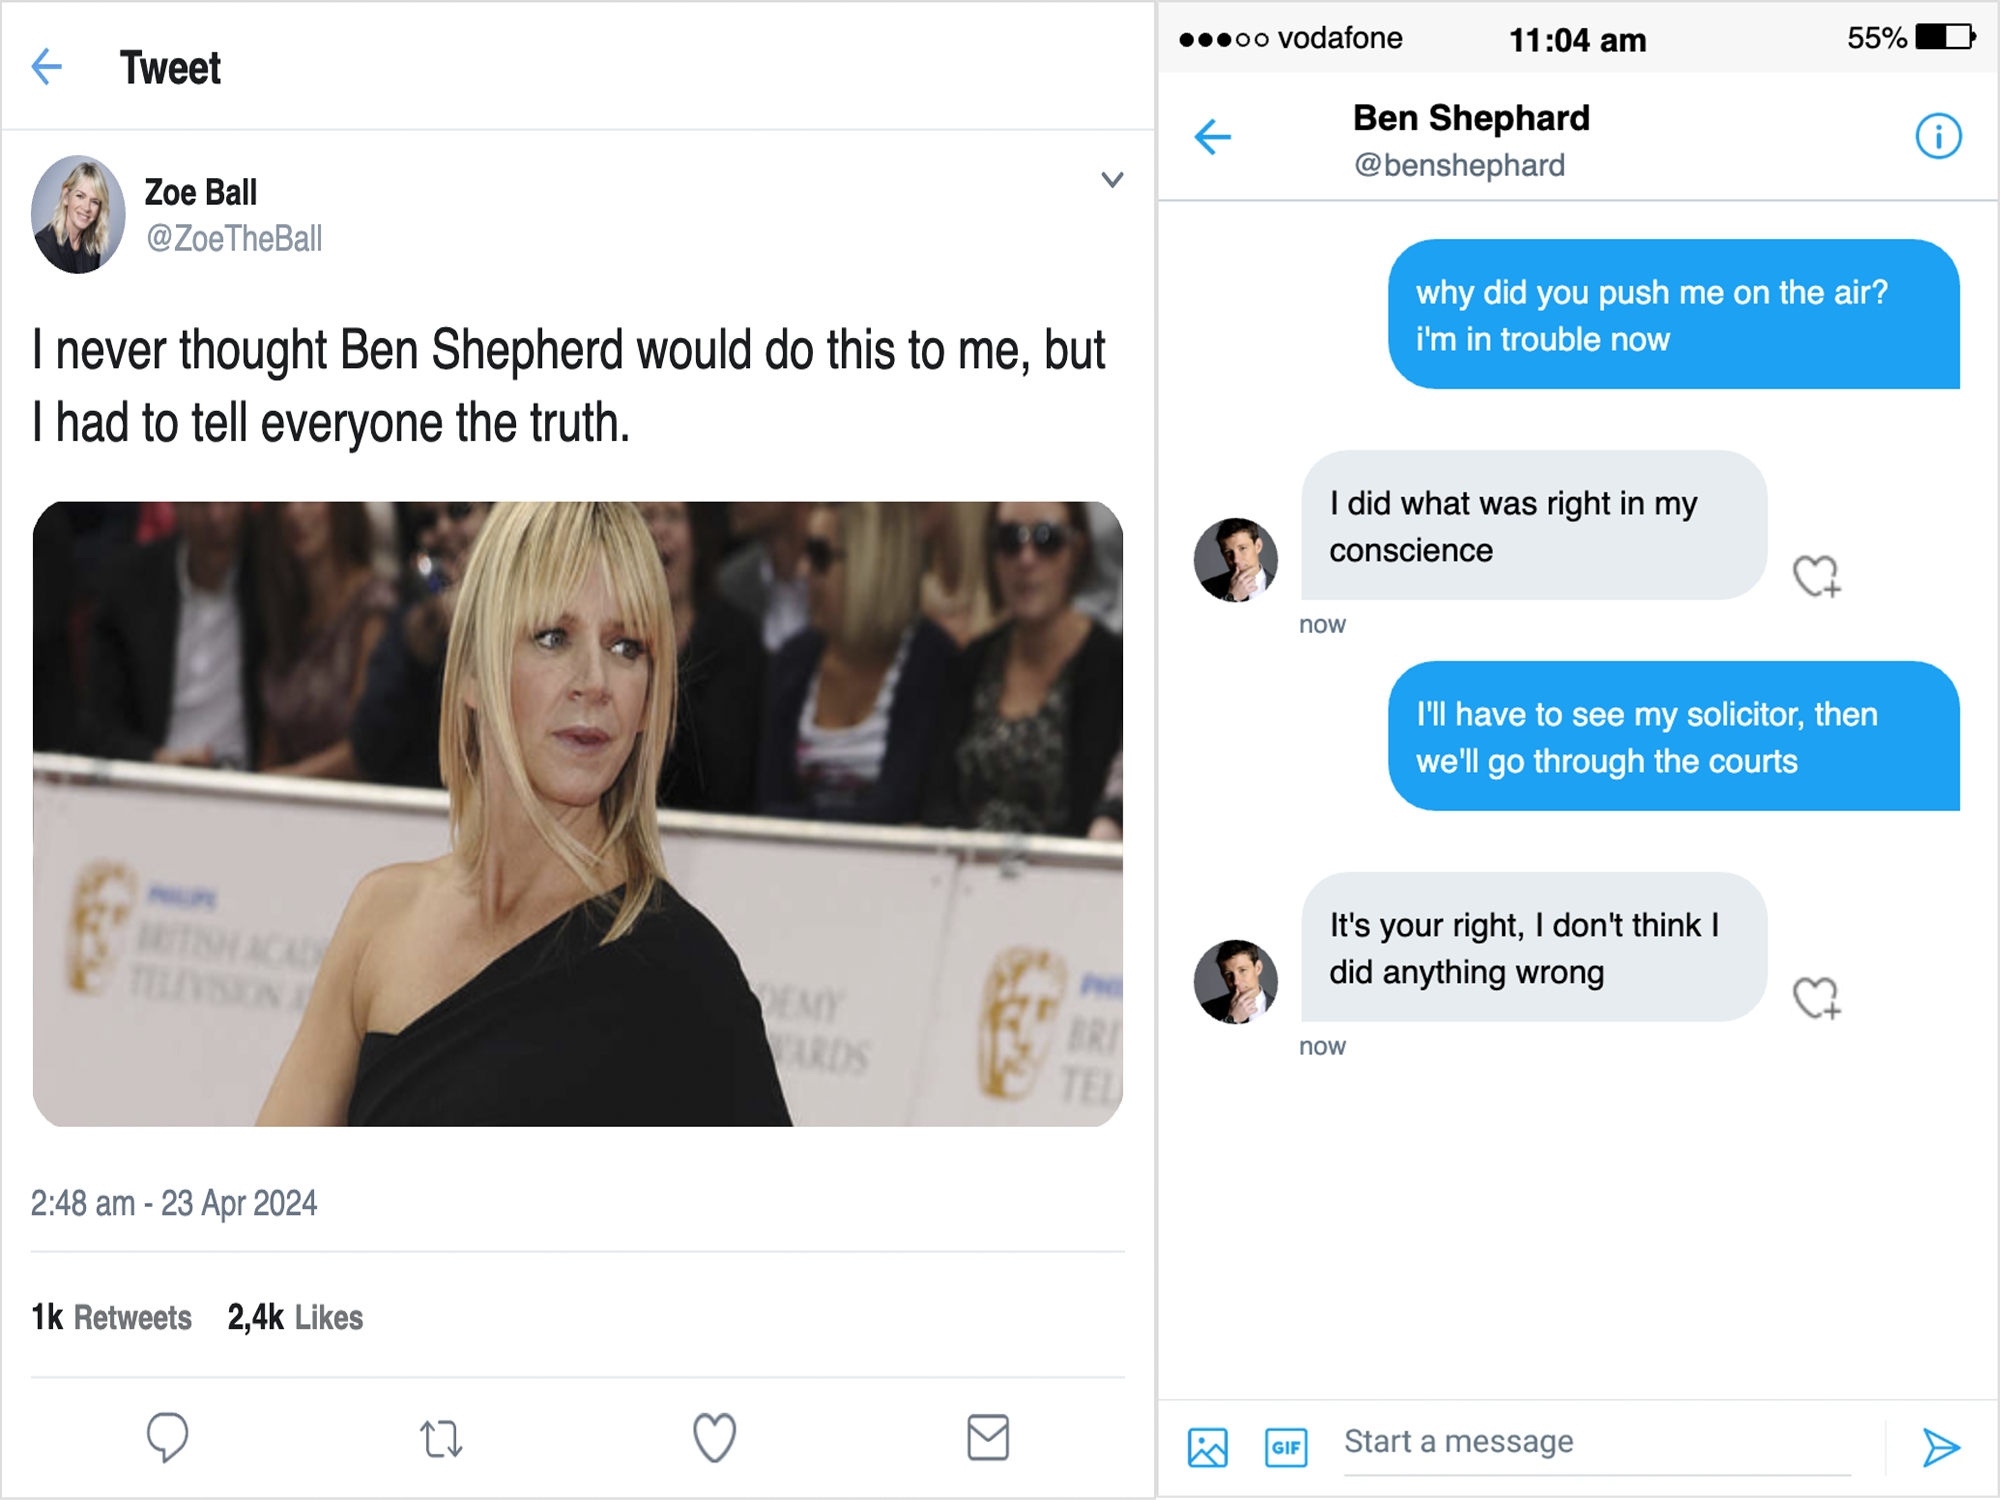 Tweet
Zoe Ball
@ZoeTheBall
I never thought Ben Shepherd would do this to me, but
I had to tell everyone the truth.
PHILIPS
BRITISH ACAD
TELEVISION
DEMY
WARDS
BRI
TEL
2:48 am - 23 Apr 2024
1k Retweets 2,4k Likes
vodafone 11:04 am 55%
Ben Shephard
@benshephard
why did you push me on the air?
i'm in trouble now
I did what was right in my
conscience
now
I'll have to see my solicitor, then
we'll go through the courts
It's your right, I don't think I
did anything wrong
now
GIF Start a message